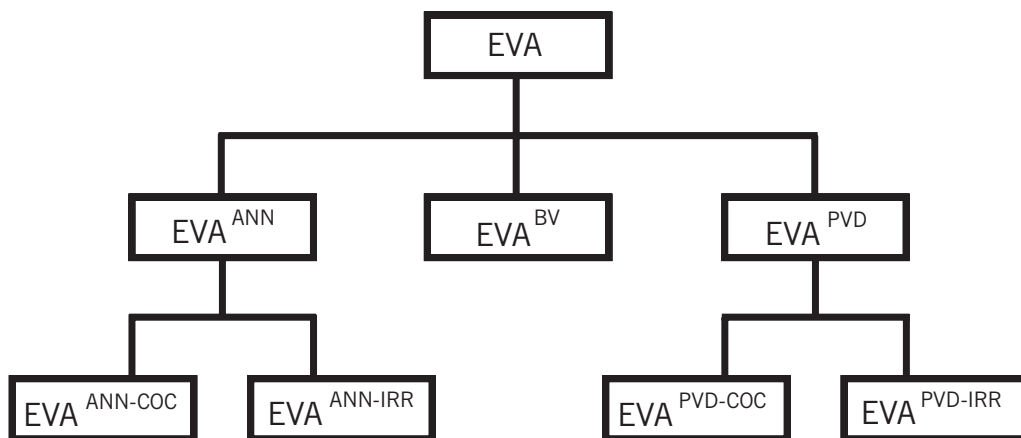 EVA
EVA ANN
EVA BV
EVA PVD
EVA ANN-COC
EVA ANN-IRR
EVA PVD-COC
EVA PVD-IRR